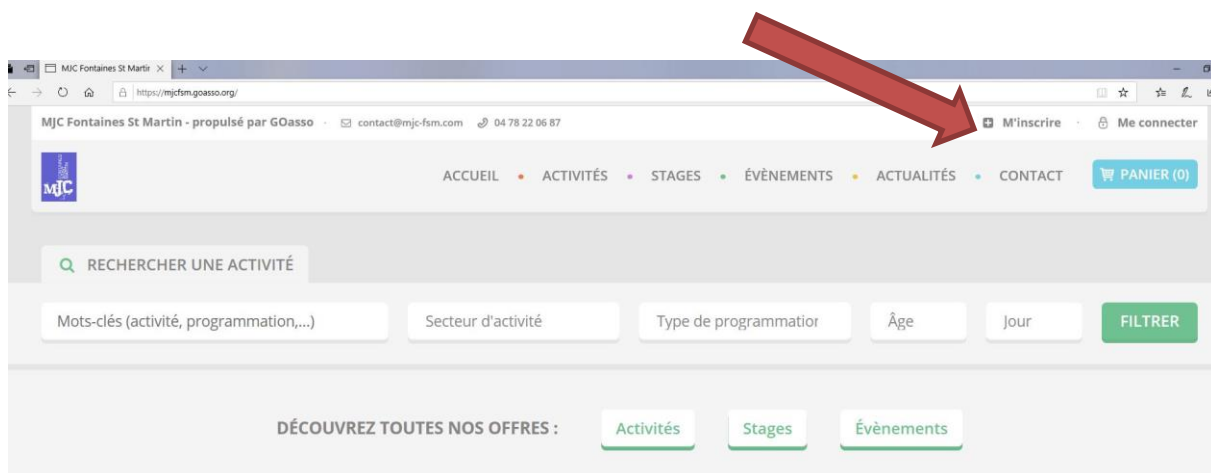 MJC Fontaines St Martin
https://mjcfsm.goasso.org/
MJC Fontaines St Martin - propulsé par GOasso · contact@mjc-fsm.com 04 78 22 06 87 M'inscrire · Me connecter
MJC ACCUEIL • ACTIVITÉS • STAGES • ÉVÈNEMENTS • ACTUALITÉS • CONTACT PANIER (0)
RECHERCHER UNE ACTIVITÉ
Mots-clés (activité, programmation,...) Secteur d'activité Type de programmation Âge Jour FILTRER
DÉCOUVREZ TOUTES NOS OFFRES : Activités Stages Évènements